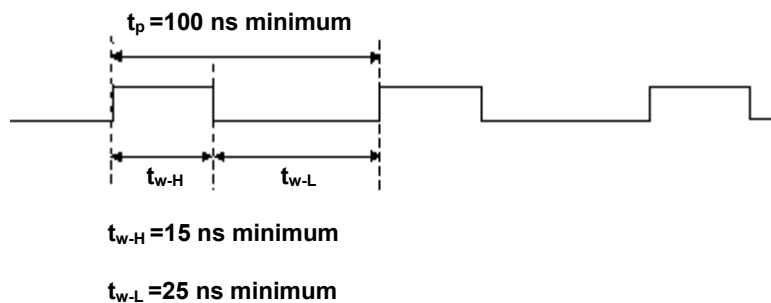 tp =100 ns minimum
tw-H tw-L
tw-H =15 ns minimum
tw-L =25 ns minimum